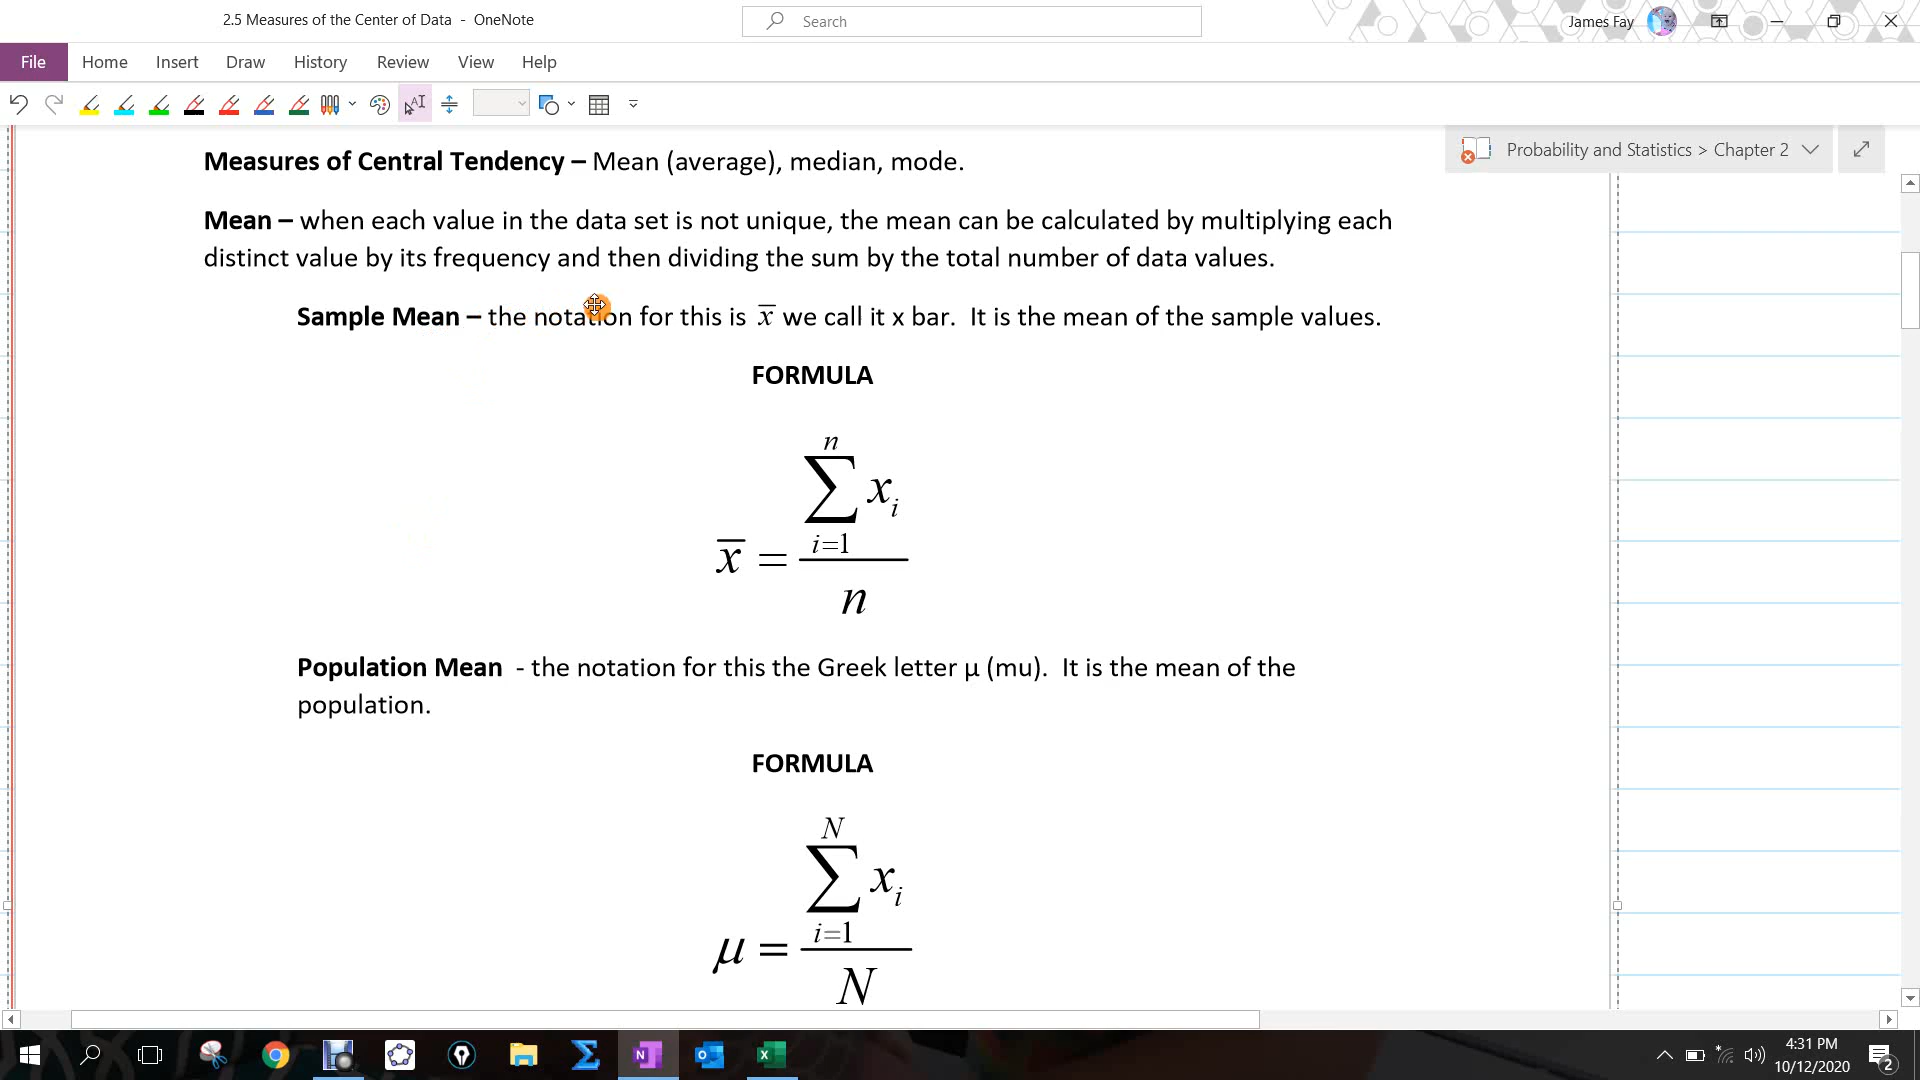 2.5 Measures of the Center of Data - OneNote
Search
James Fay
File Home Insert Draw History Review View Help
Probability and Statistics > Chapter 2
Measures of Central Tendency – Mean (average), median, mode.
Mean – when each value in the data set is not unique, the mean can be calculated by multiplying each
distinct value by its frequency and then dividing the sum by the total number of data values.
Sample Mean – the notation for this is x̄ we call it x bar.  It is the mean of the sample values.
FORMULA
n
∑ xᵢ
i=1
x̄ =
n
Population Mean  - the notation for this the Greek letter µ (mu).  It is the mean of the
population.
FORMULA
N
∑ xᵢ
i=1
μ =
N
4:31 PM
10/12/2020
2